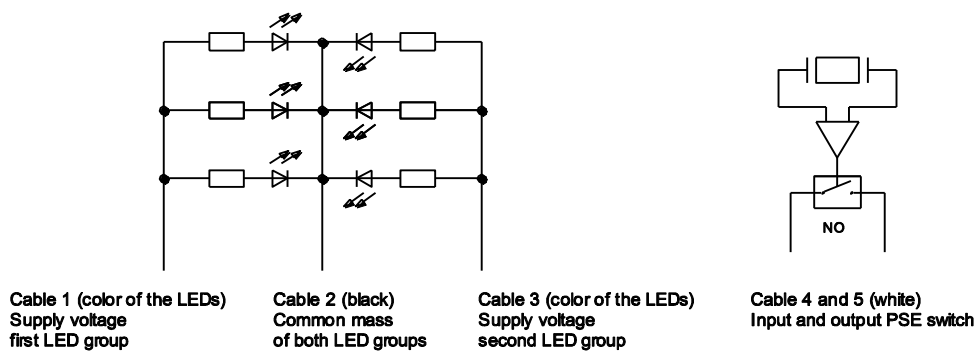 NO
Cable 1 (color of the LEDs)
Supply voltage
first LED group
Cable 2 (black)
Common mass
of both LED groups
Cable 3 (color of the LEDs)
Supply voltage
second LED group
Cable 4 and 5 (white)
Input and output PSE switch